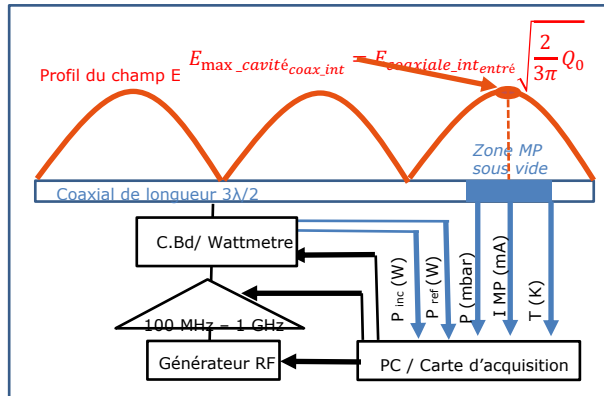 E_max_cavité_coax_int = E_coaxiale_int_entré √(2/3π Q₀)
Profil du champ E
Zone MP
sous vide
Coaxial de longueur 3λ/2
C.Bd/ Wattmetre
P inc (W)
P ref (W)
P (mbar)
I MP (mA)
T (K)
100 MHz – 1 GHz
Générateur RF
PC / Carte d’acquisition